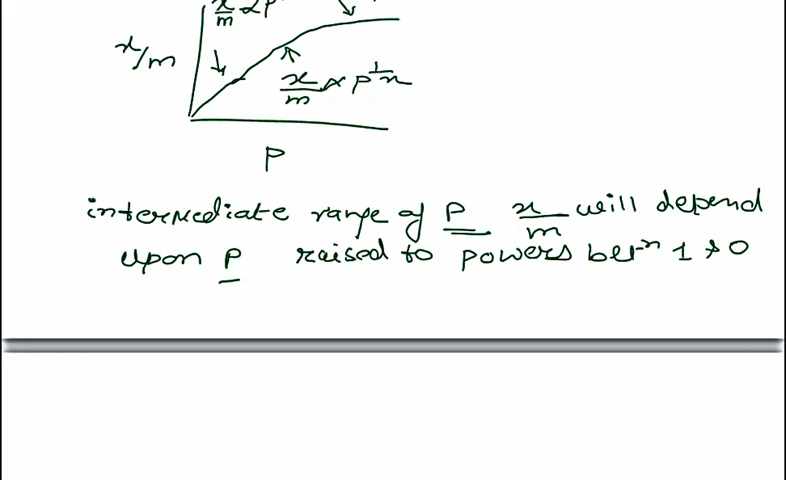 x/m ∝ P
x/m
x/m ∝ P^1/n
P
intermediate range of P x/m will depend
upon P raised to powers betn 1 & 0